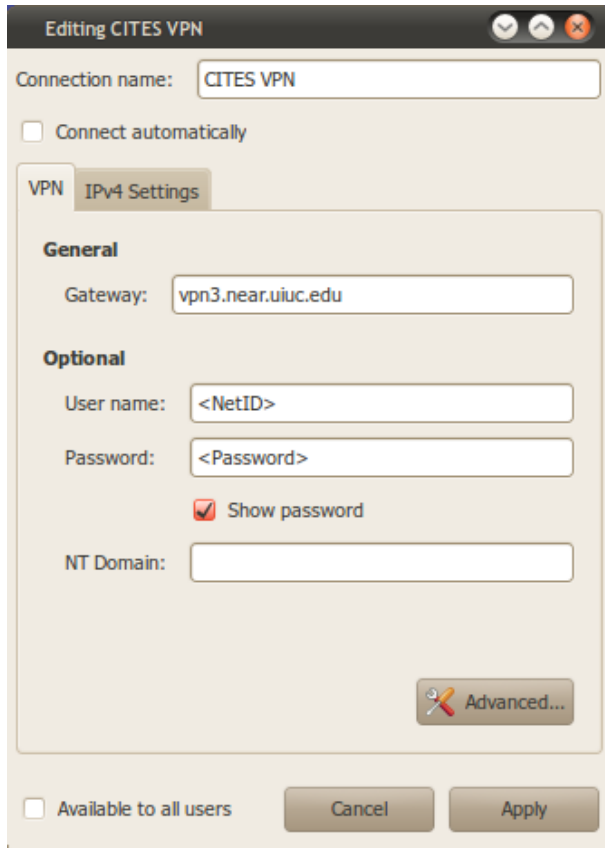 Editing CITES VPN
Connection name: CITES VPN
Connect automatically
VPN IPv4 Settings
General
Gateway: vpn3.near.uiuc.edu
Optional
User name: <NetID>
Password: <Password>
Show password
NT Domain:
Advanced...
Available to all users Cancel Apply